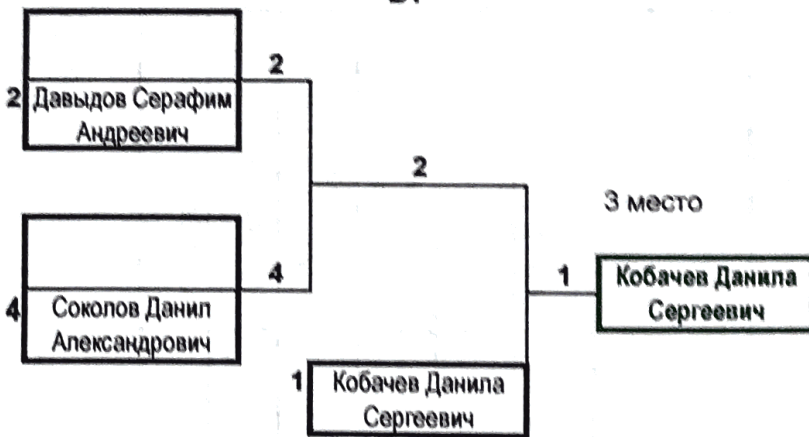 2
2 Давыдов Серафим
Андреевич
2
3 место
4
4 Соколов Данил
Александрович
1
Кобачев Данила
Сергеевич
1 Кобачев Данила
Сергеевич